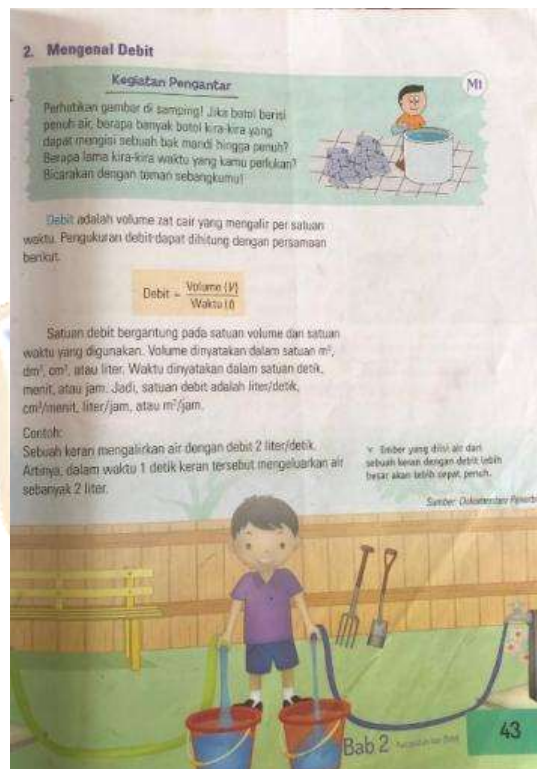 2. Mengenal Debit
Kegiatan Pengantar
Mt
Perhatikan gambar di samping! Jika botol berisi
penuh air, berapa banyak botol kira-kira yang
dapat mengisi sebuah bak mandi hingga penuh?
Berapa lama kira-kira waktu yang kamu perlukan?
Bicarakan dengan teman sebangkumu!
Debit adalah volume zat cair yang mengalir per satuan
waktu. Pengukuran debit dapat dihitung dengan persamaan
berikut.
Debit = Volume (V)
Waktu (t)
Satuan debit bergantung pada satuan volume dan satuan
waktu yang digunakan. Volume dinyatakan dalam satuan m³,
dm³, cm³, atau liter. Waktu dinyatakan dalam satuan detik,
menit, atau jam. Jadi, satuan debit adalah liter/detik,
cm³/menit, liter/jam, atau m³/jam.
Contoh:
Sebuah keran mengalirkan air dengan debit 2 liter/detik.
Artinya, dalam waktu 1 detik keran tersebut mengeluarkan air
sebanyak 2 liter.
Ember yang diisi air dari
sebuah keran dengan debit lebih
besar akan lebih cepat penuh.
Sumber: Dokumentasi Penerbit
Bab 2
43